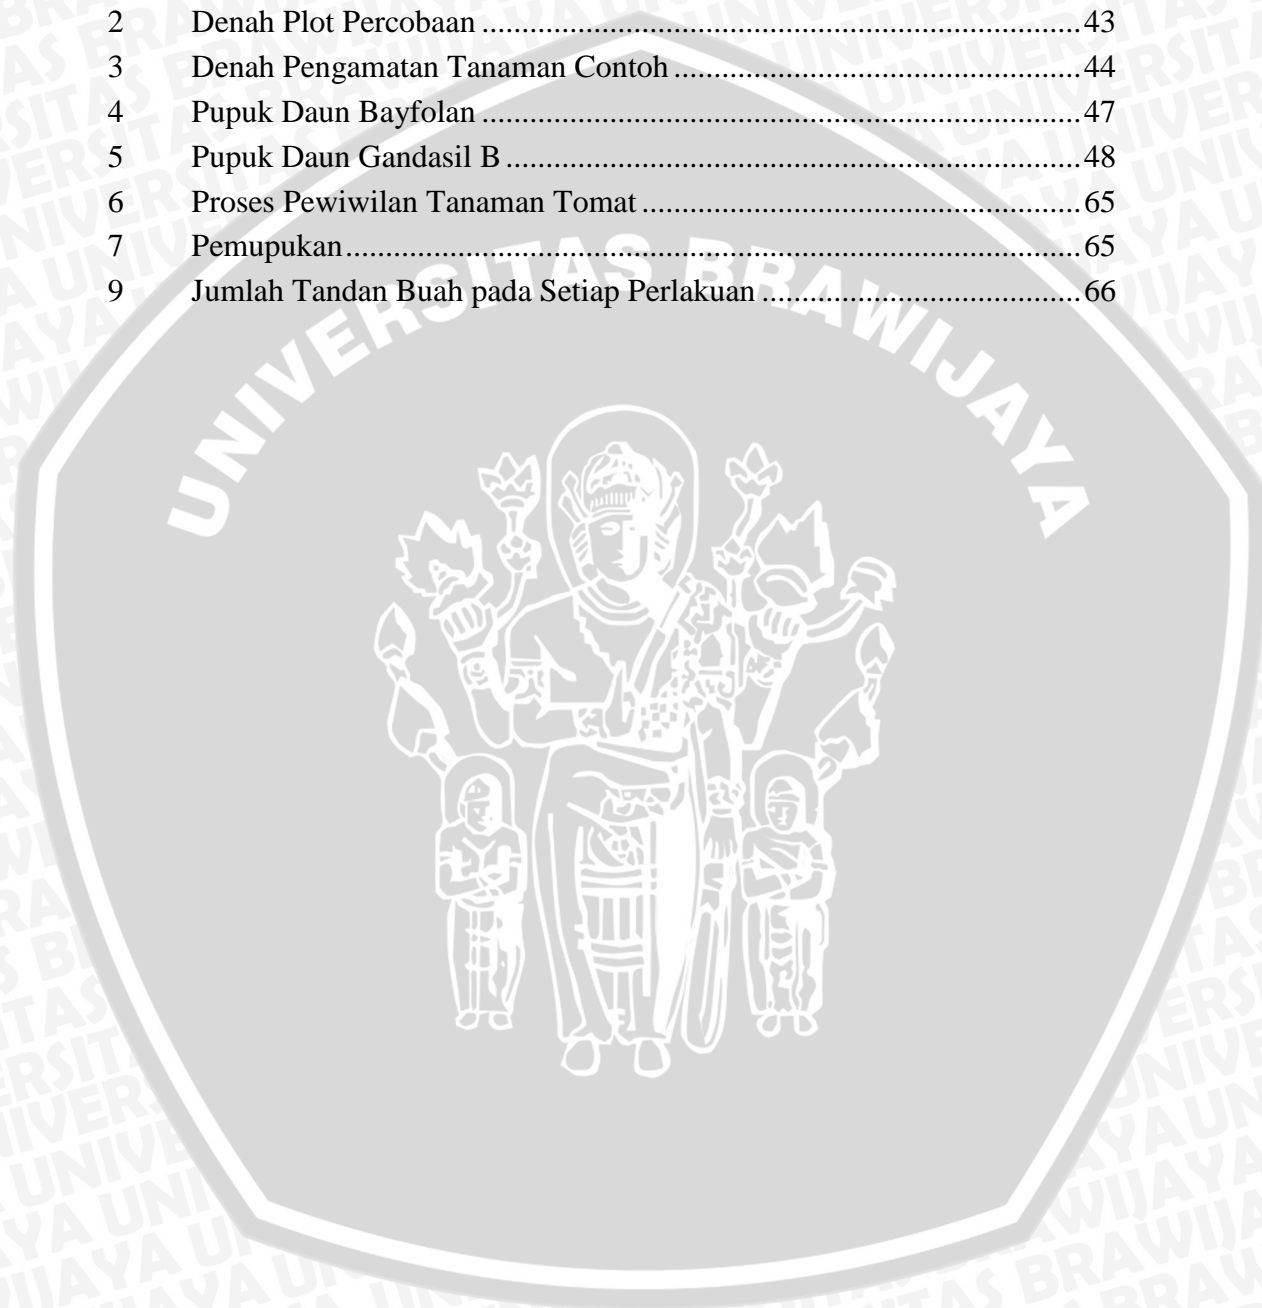 2 Denah Plot Percobaan ........................................................................... 43
3 Denah Pengamatan Tanaman Contoh ................................................... 44
4 Pupuk Daun Bayfolan ........................................................................... 47
5 Pupuk Daun Gandasil B ........................................................................ 48
6 Proses Pewiwilan Tanaman Tomat ....................................................... 65
7 Pemupukan ............................................................................................ 65
9 Jumlah Tandan Buah pada Setiap Perlakuan ........................................ 66
UNIVERSITAS BRAWIJAYA